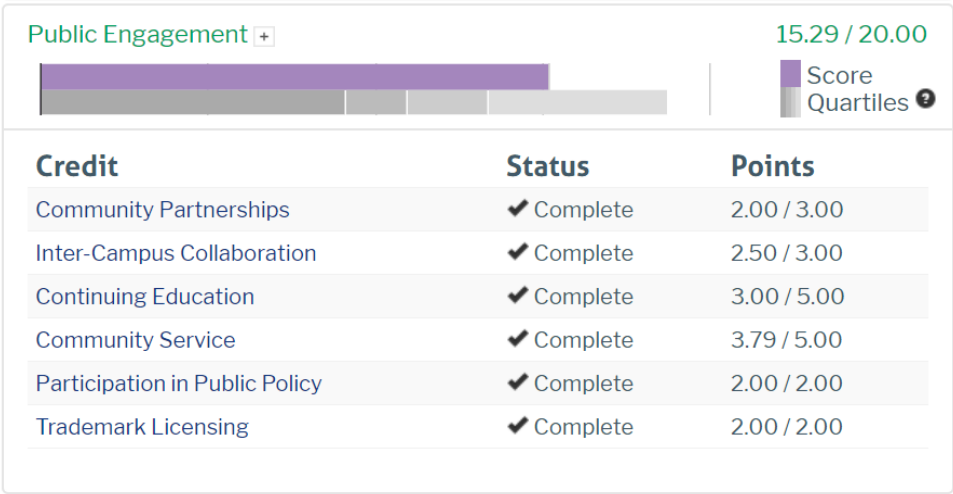 Public Engagement + 15.29 / 20.00
Score
Quartiles ?
Credit Status Points
Community Partnerships ✔ Complete 2.00 / 3.00
Inter-Campus Collaboration ✔ Complete 2.50 / 3.00
Continuing Education ✔ Complete 3.00 / 5.00
Community Service ✔ Complete 3.79 / 5.00
Participation in Public Policy ✔ Complete 2.00 / 2.00
Trademark Licensing ✔ Complete 2.00 / 2.00